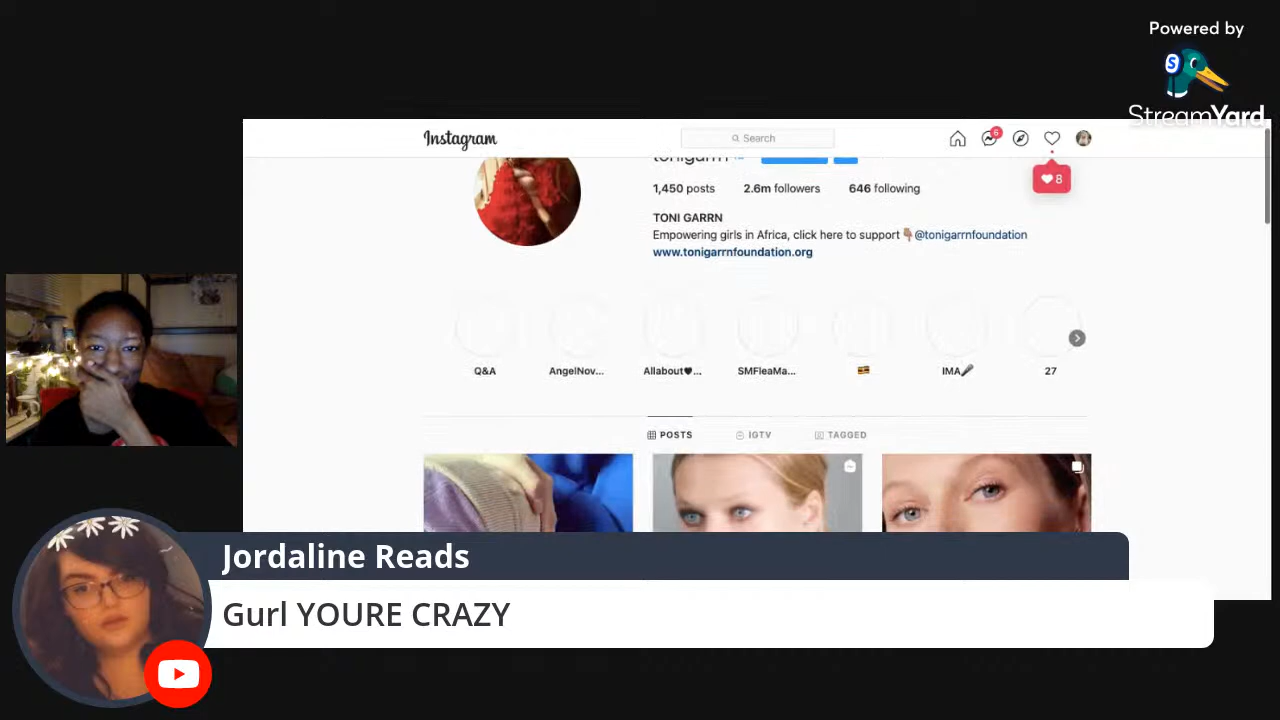 Powered by
StreamYard
Instagram
Search
6
tonigarrn
8
1,450 posts 2.6m followers 646 following
TONI GARRN
Empowering girls in Africa, click here to support 👇🏽@tonigarrnfoundation
www.tonigarrnfoundation.org
Q&A AngelNov... Allabout🖤... SMFleaMa... 🇺🇬 IMA🎤 27
POSTS IGTV TAGGED
Jordaline Reads
Gurl YOURE CRAZY